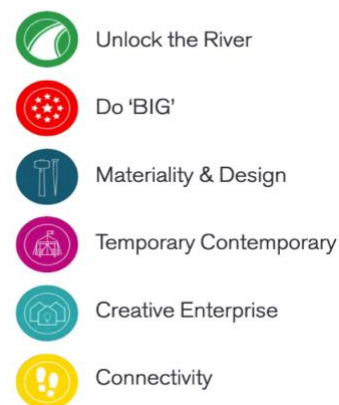 Unlock the River
Do ‘BIG’
Materiality & Design
Temporary Contemporary
Creative Enterprise
Connectivity